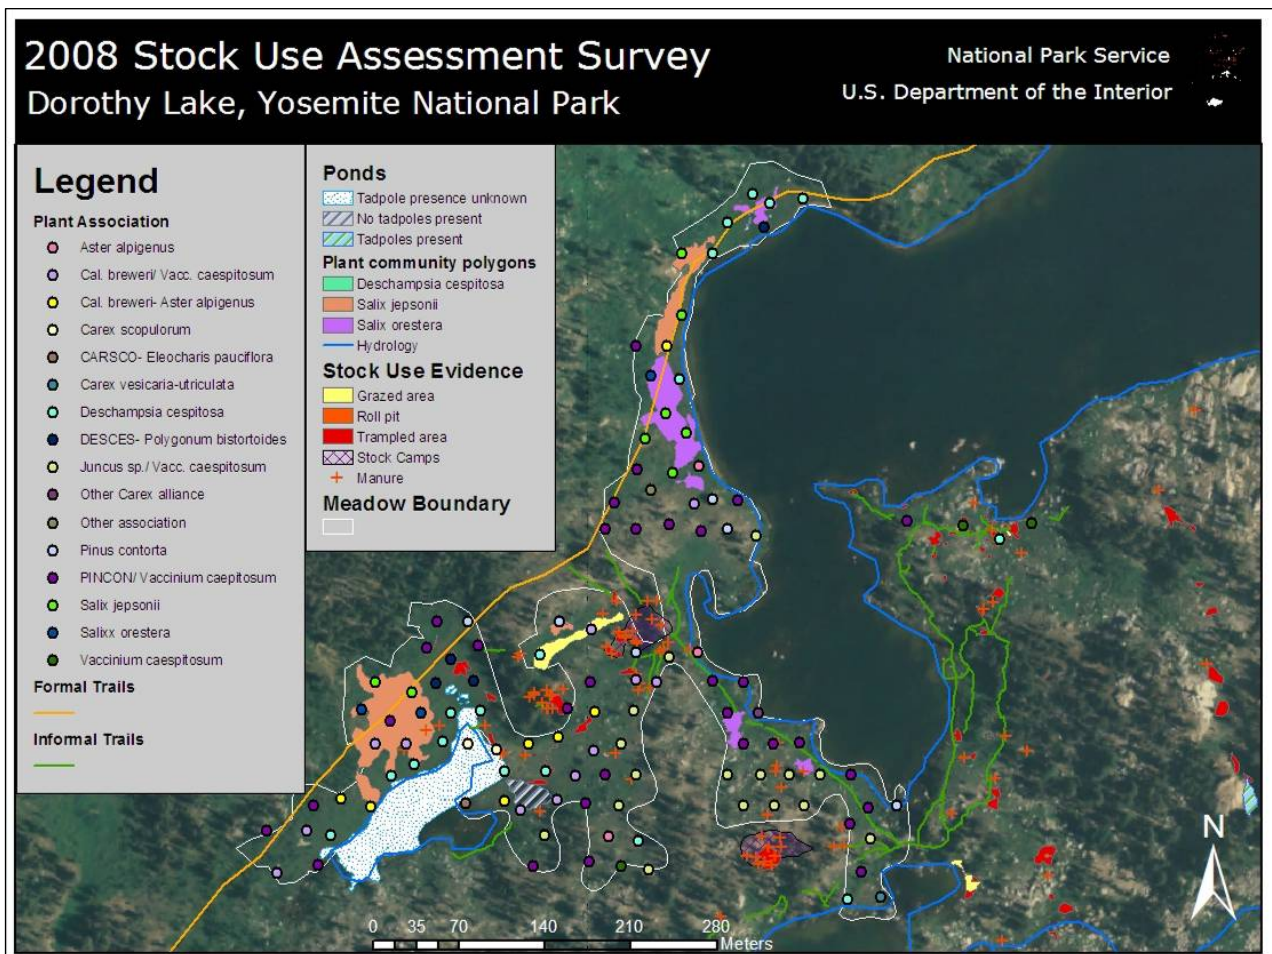 2008 Stock Use Assessment Survey
Dorothy Lake, Yosemite National Park
National Park Service
U.S. Department of the Interior
Legend
Plant Association
Aster alpigenus
Cal. breweri/ Vacc. caespitosum
Cal. breweri- Aster alpigenus
Carex scopulorum
CARSCO- Eleocharis pauciflora
Carex vesicaria-utriculata
Deschampsia cespitosa
DESCES- Polygonum bistortoides
Juncus sp./ Vacc. caespitosum
Other Carex alliance
Other association
Pinus contorta
PINCON/ Vaccinium caepitosum
Salix jepsonii
Salixx orestera
Vaccinium caespitosum
Formal Trails
Informal Trails
Ponds
Tadpole presence unknown
No tadpoles present
Tadpoles present
Plant community polygons
Deschampsia cespitosa
Salix jepsonii
Salix orestera
Hydrology
Stock Use Evidence
Grazed area
Roll pit
Trampled area
Stock Camps
Manure
Meadow Boundary
N
0 35 70 140 210 280
Meters